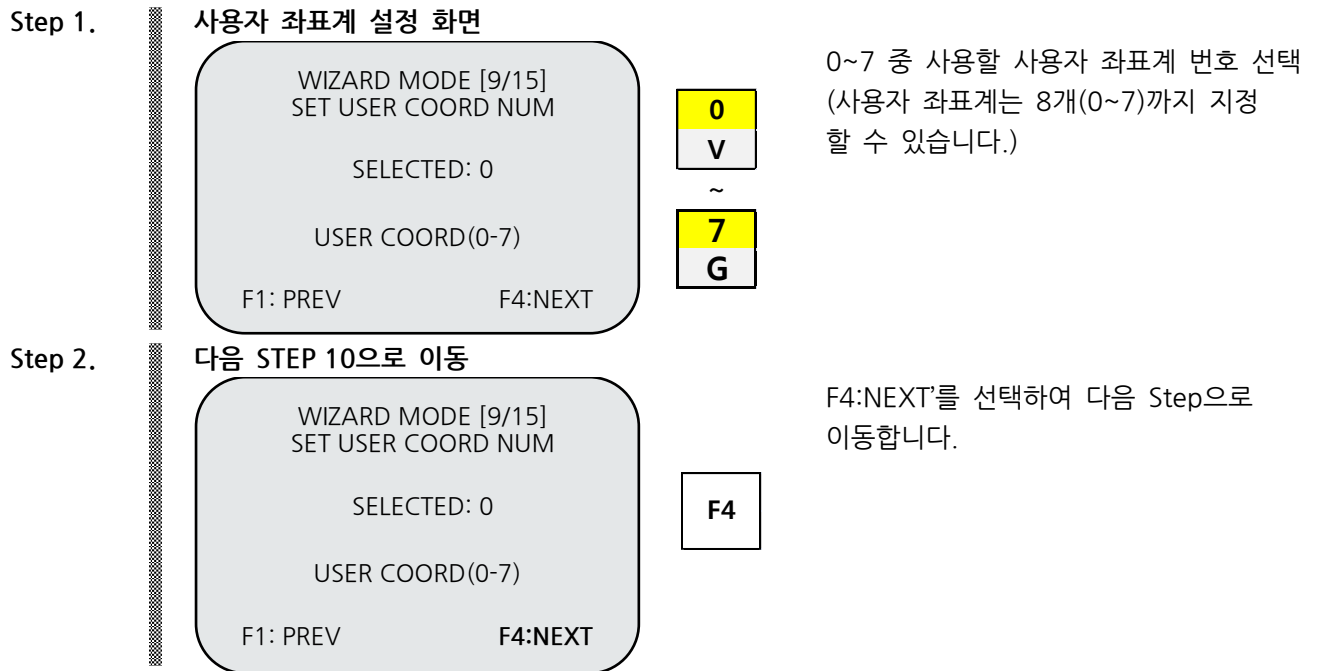 Step 1.
사용자 좌표계 설정 화면
WIZARD MODE [9/15]
SET USER COORD NUM
SELECTED: 0
USER COORD(0-7)
F1: PREV F4:NEXT
0
V
~
7
G
0~7 중 사용할 사용자 좌표계 번호 선택
(사용자 좌표계는 8개(0~7)까지 지정
할 수 있습니다.)
Step 2.
다음 STEP 10으로 이동
WIZARD MODE [9/15]
SET USER COORD NUM
SELECTED: 0
USER COORD(0-7)
F1: PREV F4:NEXT
F4
F4:NEXT’를 선택하여 다음 Step으로
이동합니다.